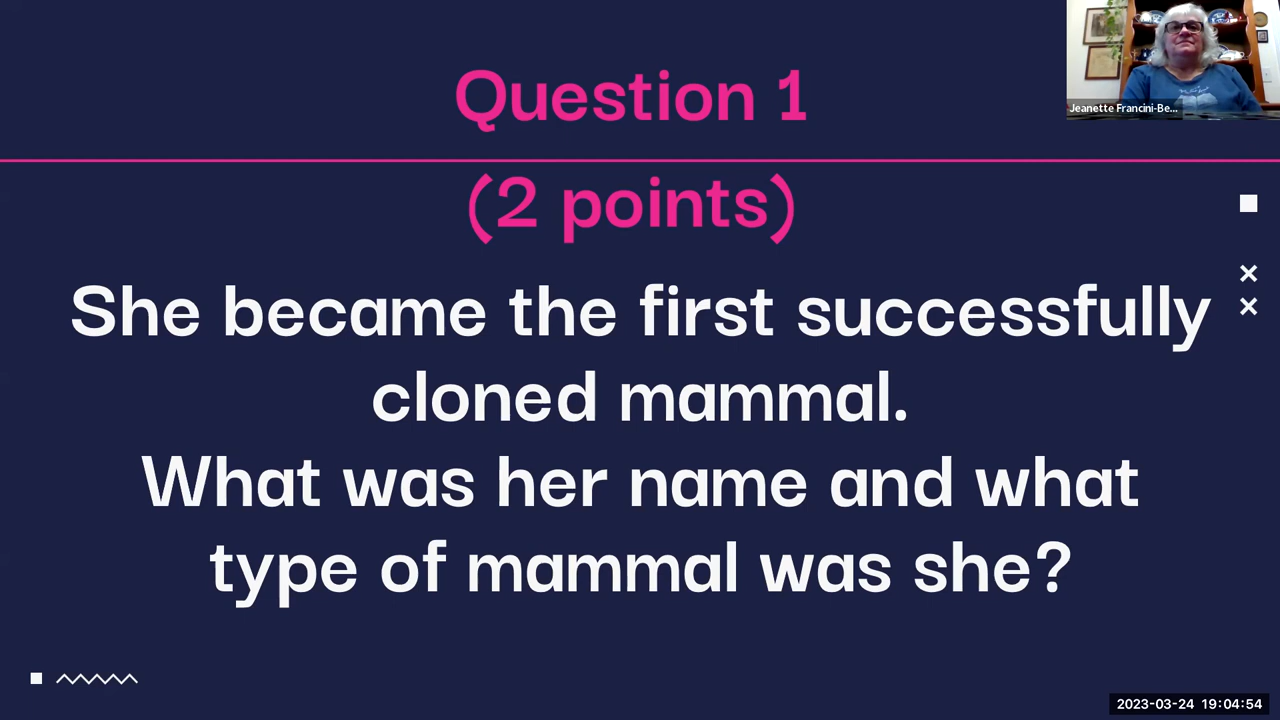 Question 1
(2 points)
She became the first successfully
cloned mammal.
What was her name and what
type of mammal was she?
Jeanette Francini-Be...
2023-03-24 19:04:54